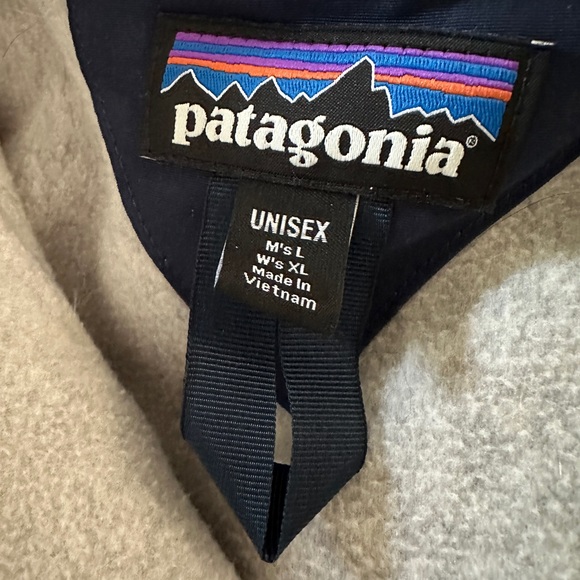 patagonia®
UNISEX
M's L
W's XL
Made In
Vietnam